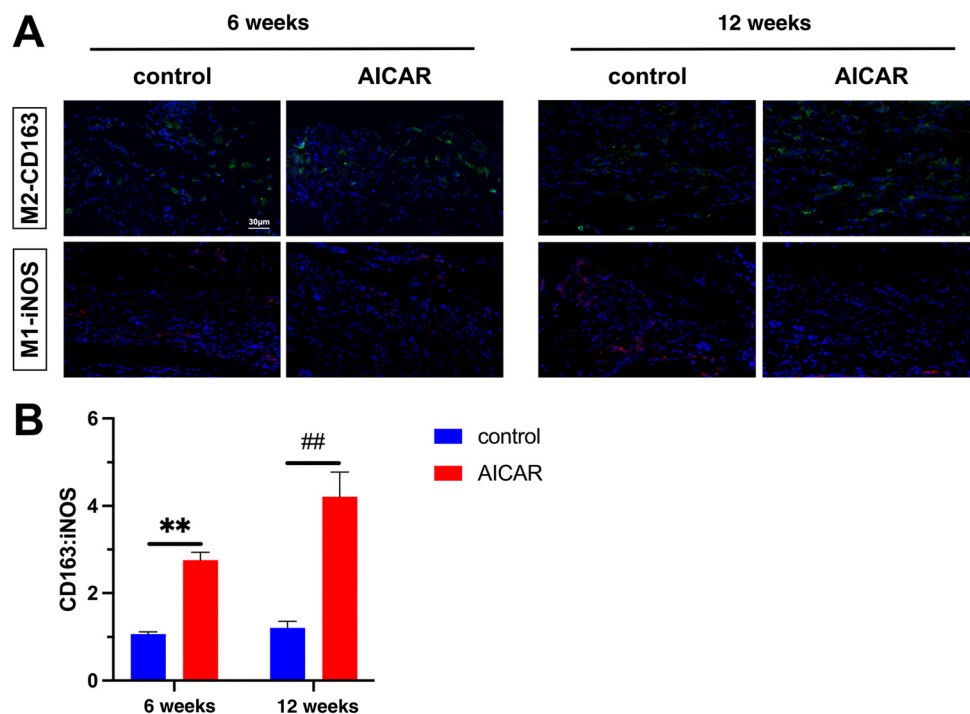 A
6 weeks
12 weeks
control
AICAR
control
AICAR
M2-CD163
30μm
M1-iNOS
B
CD163:iNOS
6
4
2
0
**
##
control
AICAR
6 weeks
12 weeks